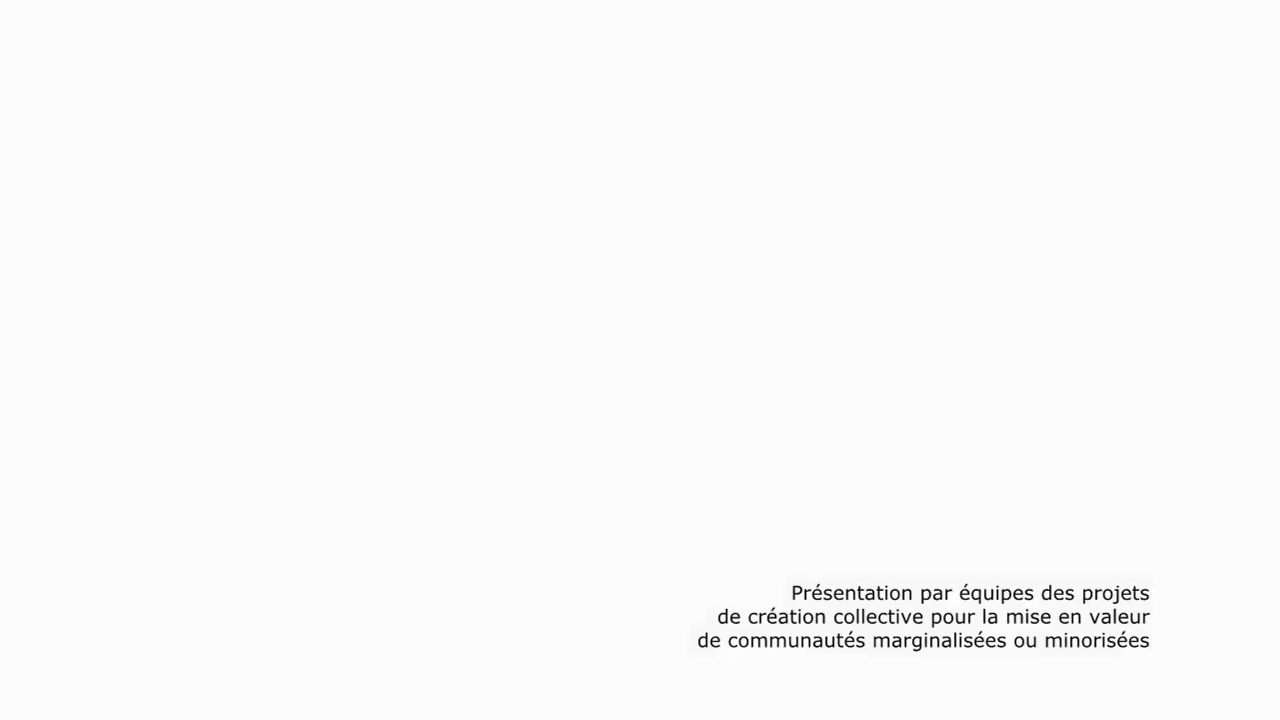 Présentation par équipes des projets
de création collective pour la mise en valeur
de communautés marginalisées ou minorisées